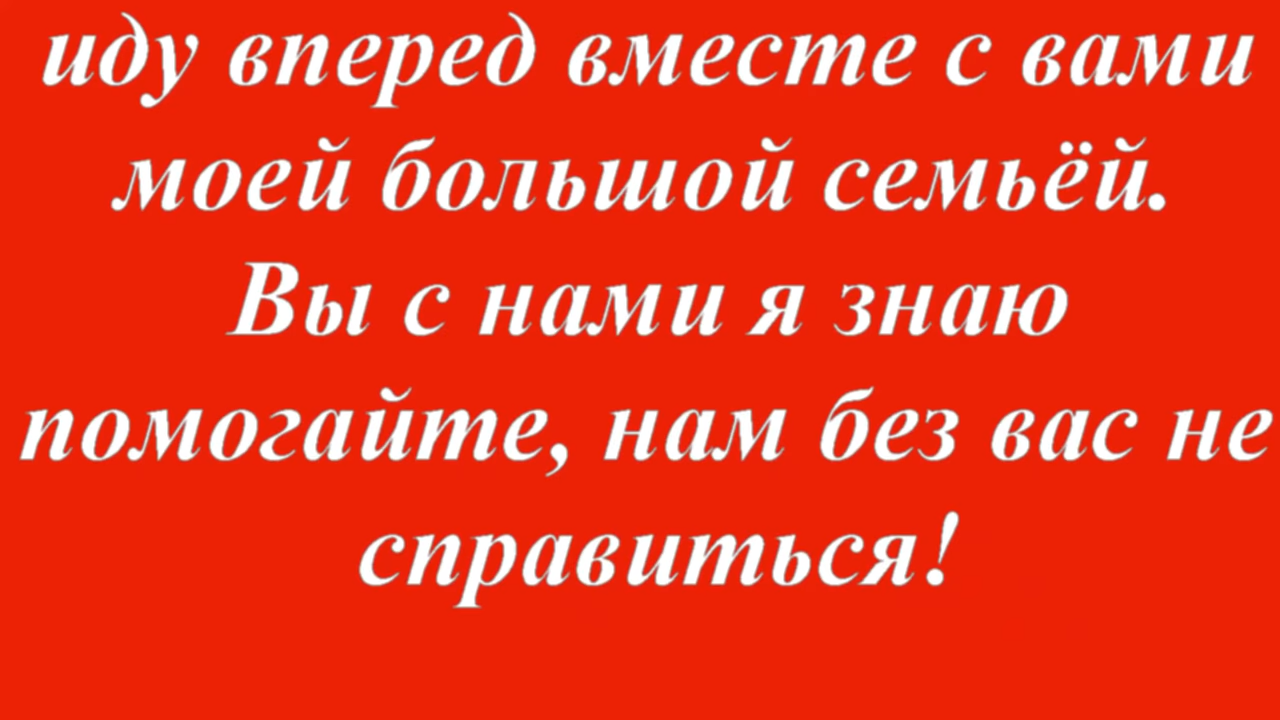 иду вперед вместе с вами
моей большой семьёй.
Вы с нами я знаю
помогайте, нам без вас не
справиться!